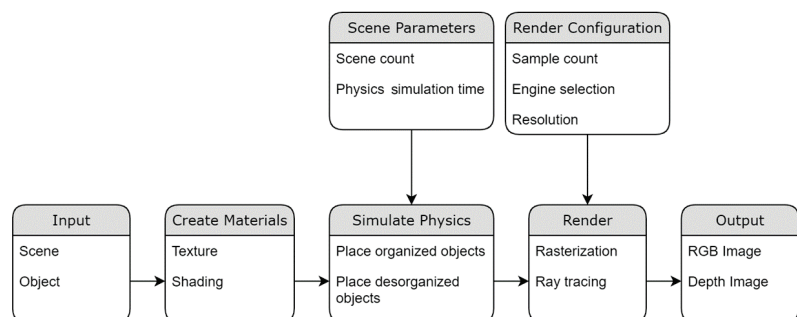 Scene Parameters
Scene count
Physics simulation time
Render Configuration
Sample count
Engine selection
Resolution
Input
Scene
Object
Create Materials
Texture
Shading
Simulate Physics
Place organized objects
Place desorganized
objects
Render
Rasterization
Ray tracing
Output
RGB Image
Depth Image